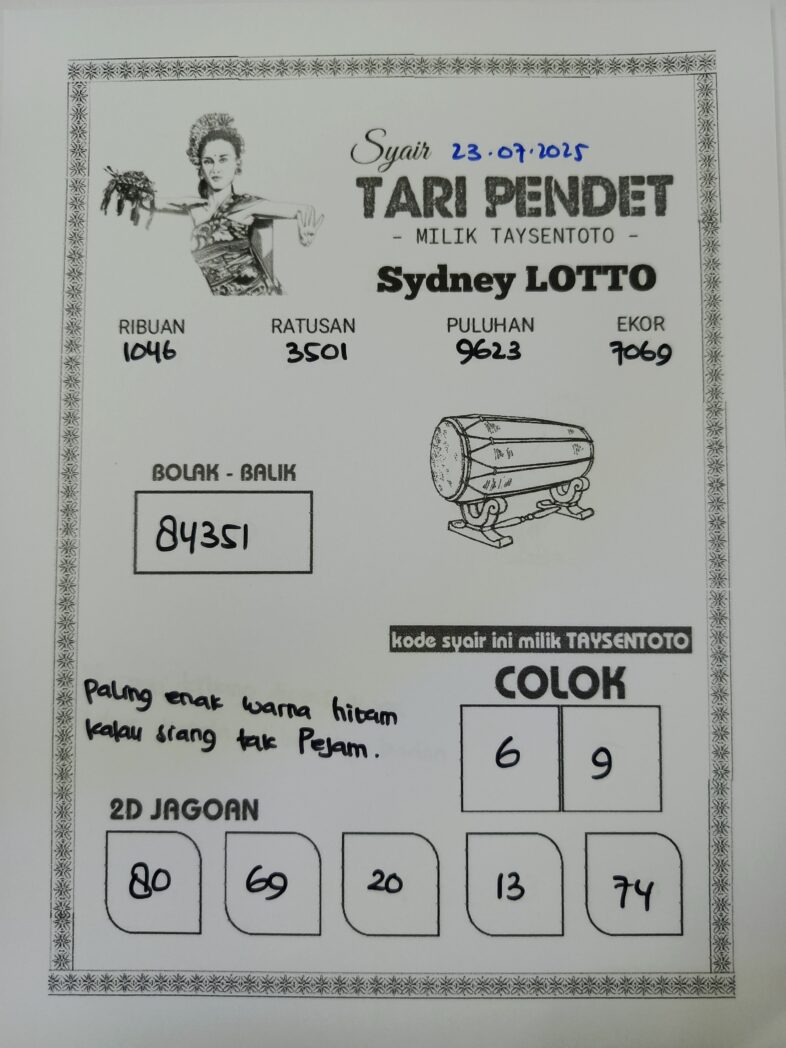 Syair 23.07.2025
TARI PENDET
- MILIK TAYSENTOTO -
Sydney LOTTO
RIBUAN RATUSAN PULUHAN EKOR
1046 3501 9623 7069
BOLAK - BALIK
84351
kode syair ini milik TAYSENTOTO
COLOK
6 9
Paling enak warna hitam
kalau siang tak Pejam.
2D JAGOAN
80 69 20 13 74